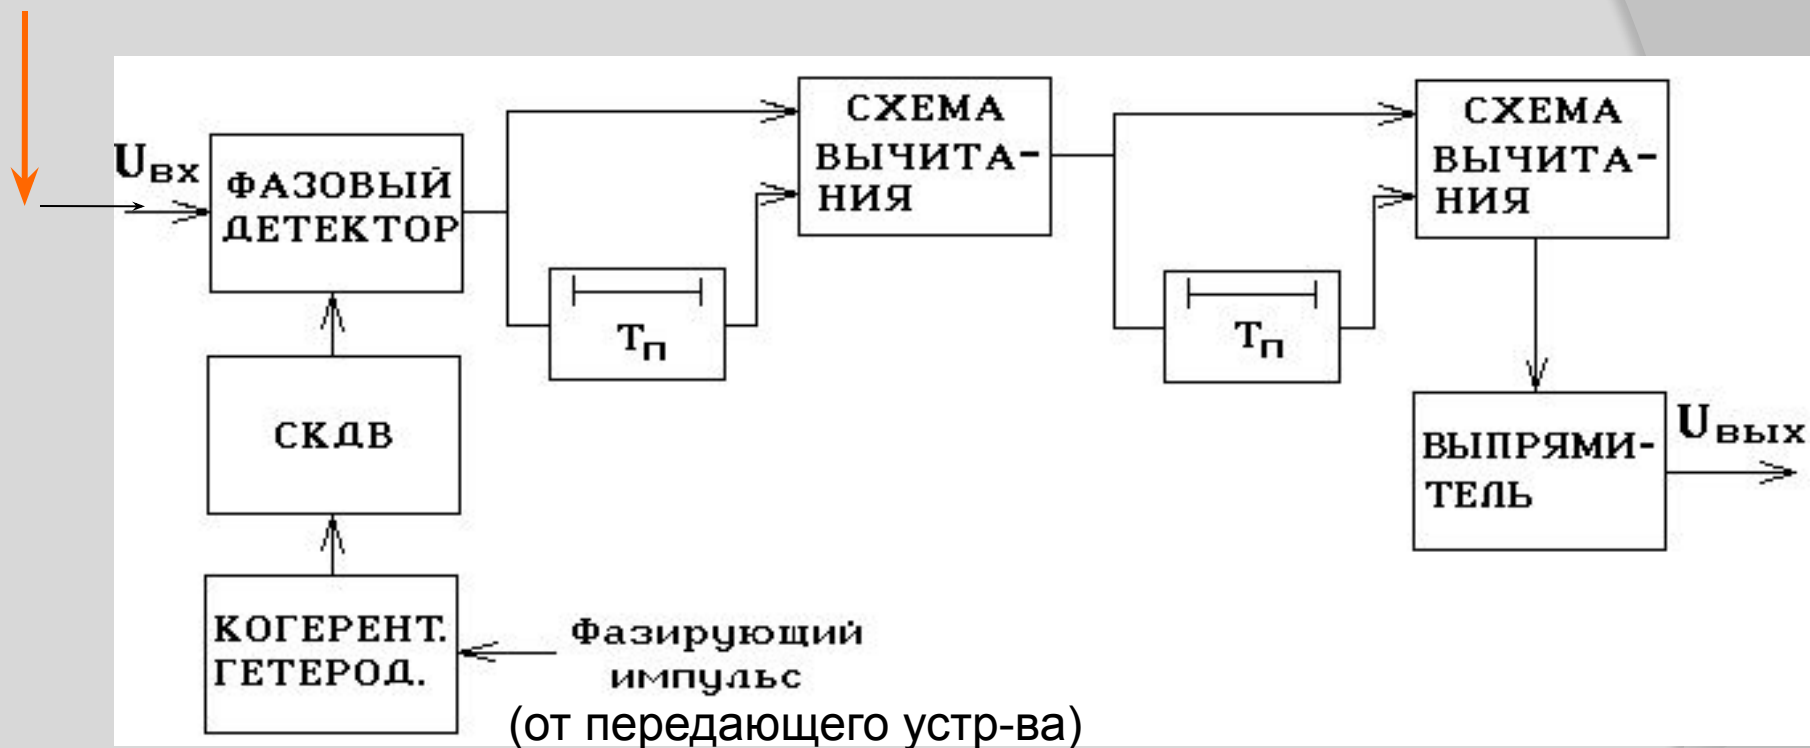 Uвх
ФАЗОВЫЙ
ДЕТЕКТОР
Tп
СХЕМА
ВЫЧИТА-
НИЯ
Tп
СХЕМА
ВЫЧИТА-
НИЯ
СКДВ
ВЫПРЯМИ-
ТЕЛЬ
Uвых
КОГЕРЕНТ.
ГЕТЕРОД.
Фазирующий
импульс
(от передающего устр-ва)